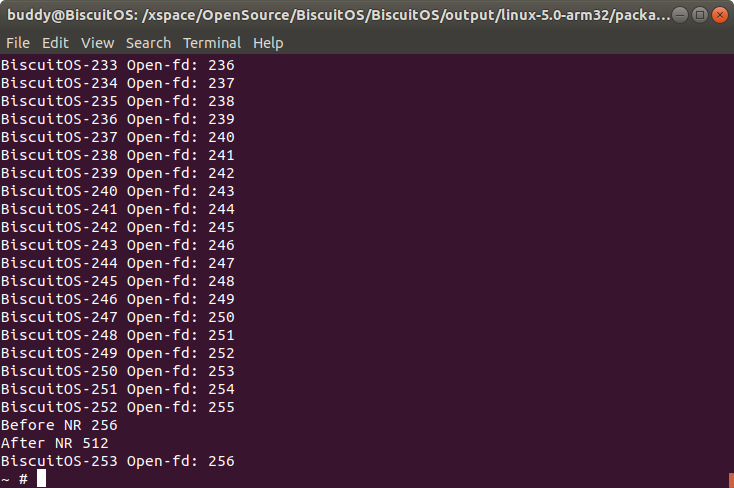 buddy@BiscuitOS: /xspace/OpenSource/BiscuitOS/BiscuitOS/output/linux-5.0-arm32/packa...
File Edit View Search Terminal Help
BiscuitOS-233 Open-fd: 236
BiscuitOS-234 Open-fd: 237
BiscuitOS-235 Open-fd: 238
BiscuitOS-236 Open-fd: 239
BiscuitOS-237 Open-fd: 240
BiscuitOS-238 Open-fd: 241
BiscuitOS-239 Open-fd: 242
BiscuitOS-240 Open-fd: 243
BiscuitOS-241 Open-fd: 244
BiscuitOS-242 Open-fd: 245
BiscuitOS-243 Open-fd: 246
BiscuitOS-244 Open-fd: 247
BiscuitOS-245 Open-fd: 248
BiscuitOS-246 Open-fd: 249
BiscuitOS-247 Open-fd: 250
BiscuitOS-248 Open-fd: 251
BiscuitOS-249 Open-fd: 252
BiscuitOS-250 Open-fd: 253
BiscuitOS-251 Open-fd: 254
BiscuitOS-252 Open-fd: 255
Before NR 256
After NR 512
BiscuitOS-253 Open-fd: 256
~ #